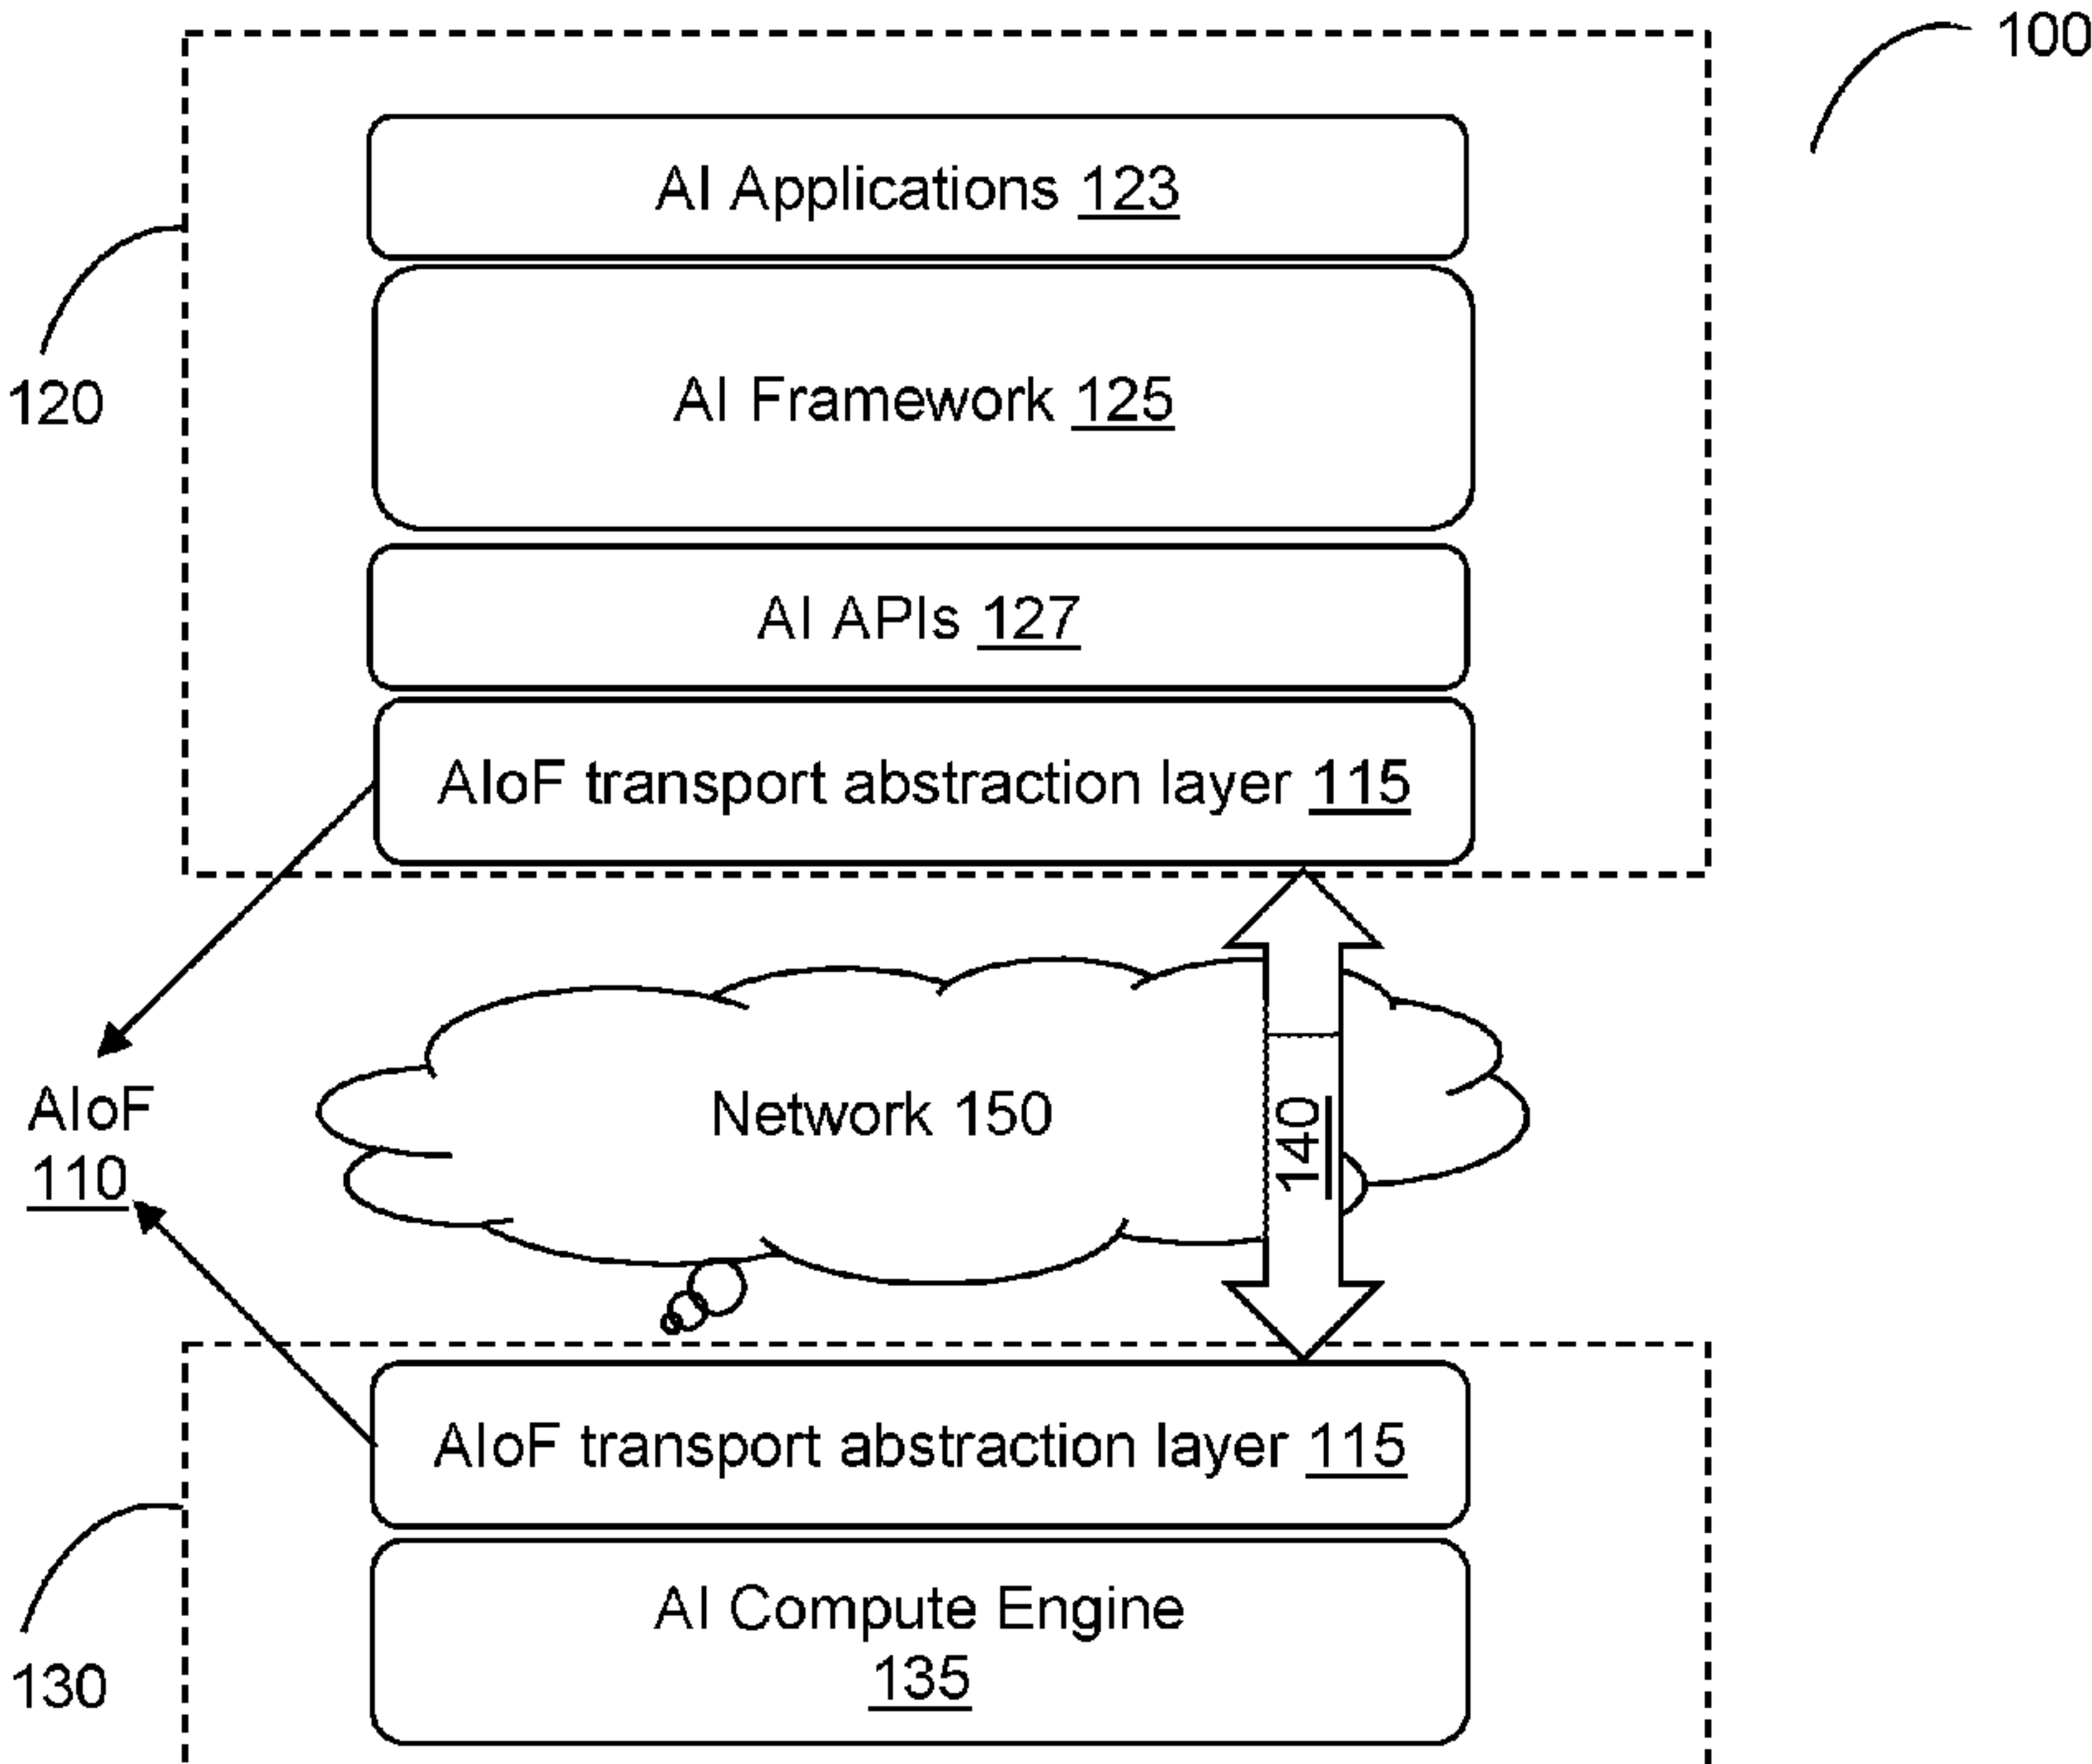 100
AI Applications 123
120
AI Framework 125
AI APIs 127
AIoF transport abstraction layer 115
AIoF
110
Network 150
140
AIoF transport abstraction layer 115
AI Compute Engine
135
130